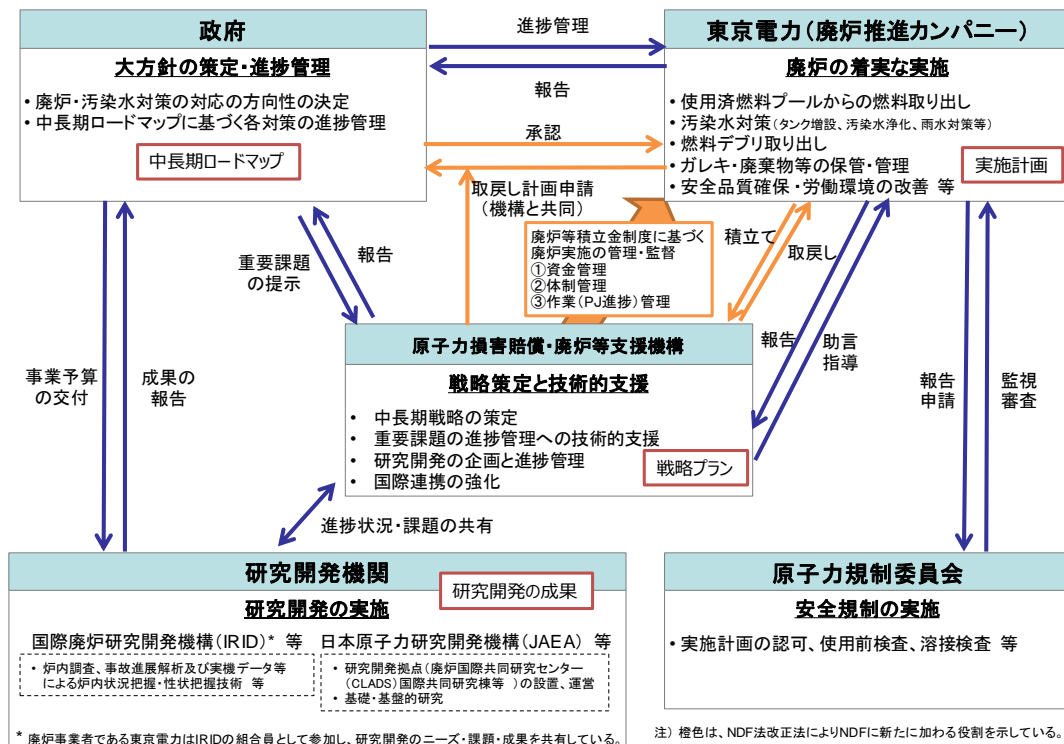 政府
大方針の策定・進捗管理
・廃炉・汚染水対策の対応の方向性の決定
・中長期ロードマップに基づく各対策の進捗管理
中長期ロードマップ
進捗管理
報告
承認
取戻し計画申請
(機構と共同)
東京電力(廃炉推進カンパニー)
廃炉の着実な実施
・使用済燃料プールからの燃料取り出し
・汚染水対策(タンク増設、汚染水浄化、雨水対策等)
・燃料デブリ取り出し
・ガレキ・廃棄物等の保管・管理
・安全品質確保・労働環境の改善 等
実施計画
重要課題
の提示
報告
廃炉等積立金制度に基づく
廃炉実施の管理・監督
①資金管理
②体制管理
③作業(PJ進捗)管理
積立て
取戻し
原子力損害賠償・廃炉等支援機構
戦略策定と技術的支援
・ 中長期戦略の策定
・ 重要課題の進捗管理への技術的支援
・ 研究開発の企画と進捗管理
・ 国際連携の強化
戦略プラン
報告
助言
指導
事業予算
の交付
成果の
報告
報告
申請
監視
審査
進捗状況・課題の共有
研究開発機関
研究開発の成果
研究開発の実施
国際廃炉研究開発機構(IRID)* 等
・ 炉内調査、事故進展解析及び実機データ等
による炉内状況把握・性状把握技術 等
日本原子力研究開発機構(JAEA) 等
・ 研究開発拠点(廃炉国際共同研究センター
(CLADS)国際共同研究棟等 )の設置、運営
・ 基礎・基盤的研究
* 廃炉事業者である東京電力はIRIDの組合員として参加し、研究開発のニーズ・課題・成果を共有している。
原子力規制委員会
安全規制の実施
・実施計画の認可、使用前検査、溶接検査 等
注) 橙色は、NDF法改正法によりNDFに新たに加わる役割を示している。